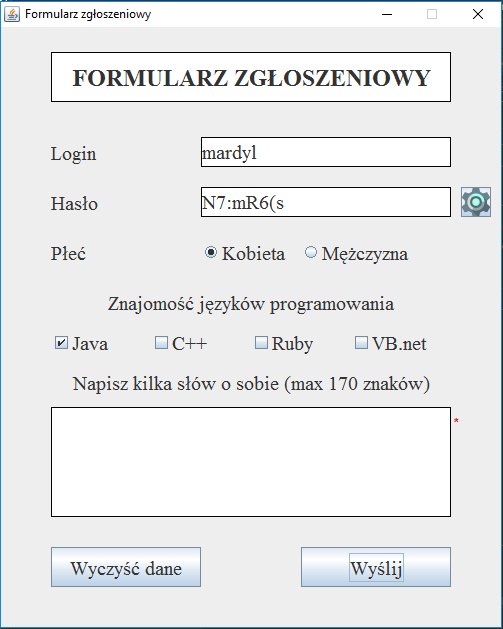 Formularz zgłoszeniowy
FORMULARZ ZGŁOSZENIOWY
Login mardyl
Hasło N7:mR6(s
Płeć Kobieta Mężczyzna
Znajomość języków programowania
Java C++ Ruby VB.net
Napisz kilka słów o sobie (max 170 znaków)
*
Wyczyść dane Wyślij